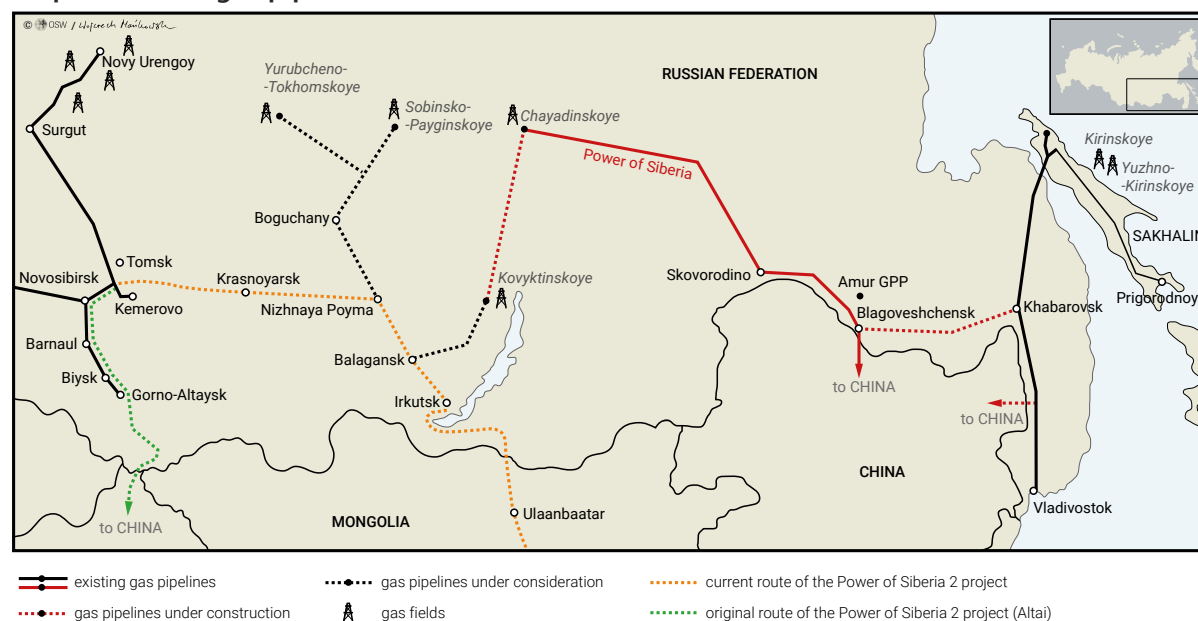 © OSW / Wojciech Mańkowski
Novy Urengoy
Yurubcheno-
-Tokhomskoye
Sobinsko-
-Payginskoye
Chayadinskoye
RUSSIAN FEDERATION
Surgut
Power of Siberia
Kirinskoye
Yuzhno-
-Kirinskoye
Boguchany
SAKHALIN
Tomsk
Novosibirsk
Krasnoyarsk
Kovyktinskoye
Skovorodino
Amur GPP
Kemerovo
Nizhnaya Poyma
Blagoveshchensk
Khabarovsk
Prigorodnoy
Barnaul
Balagansk
Biysk
Gorno-Altaysk
Irkutsk
to CHINA
to CHINA
CHINA
MONGOLIA
Ulaanbaatar
Vladivostok
to CHINA
existing gas pipelines
gas pipelines under consideration
current route of the Power of Siberia 2 project
gas pipelines under construction
gas fields
original route of the Power of Siberia 2 project (Altai)